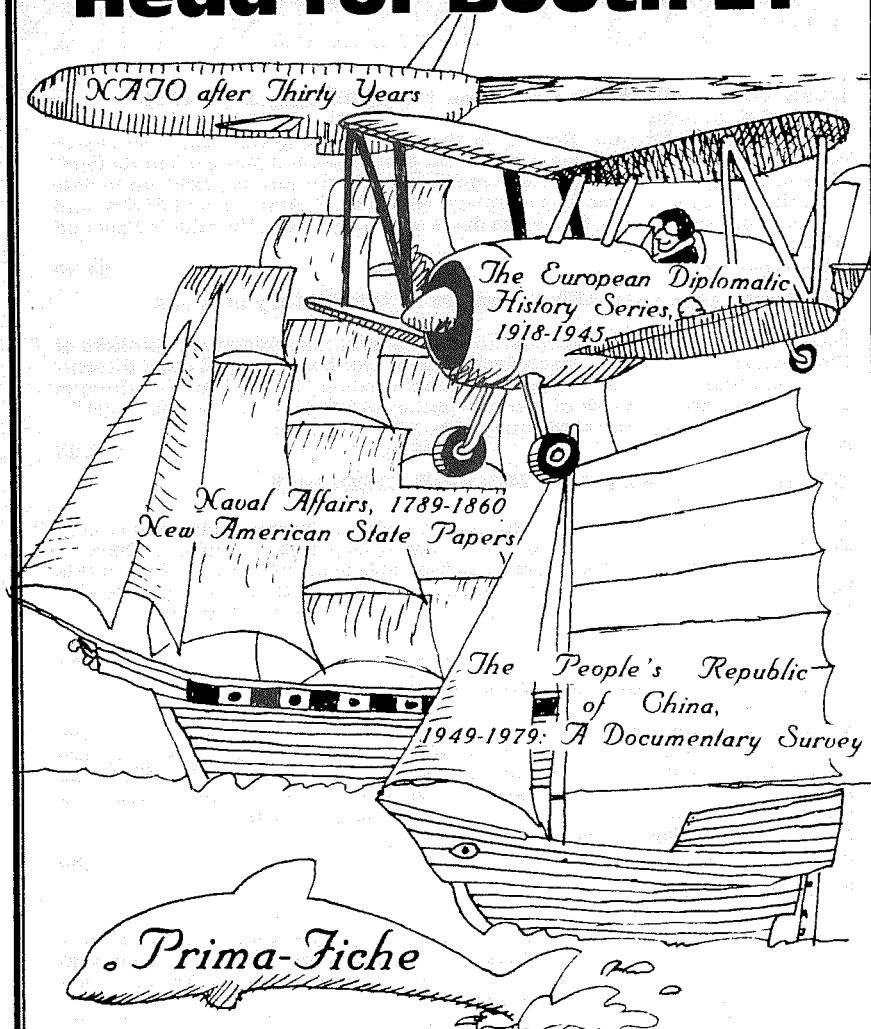 Head for Booth 21
NATO after Thirty Years
The European Diplomatic
History Series,
1918-1945
Naval Affairs, 1789-1860
New American State Papers
The People's Republic
of China,
1949-1979: A Documentary Survey
Prima-Fiche